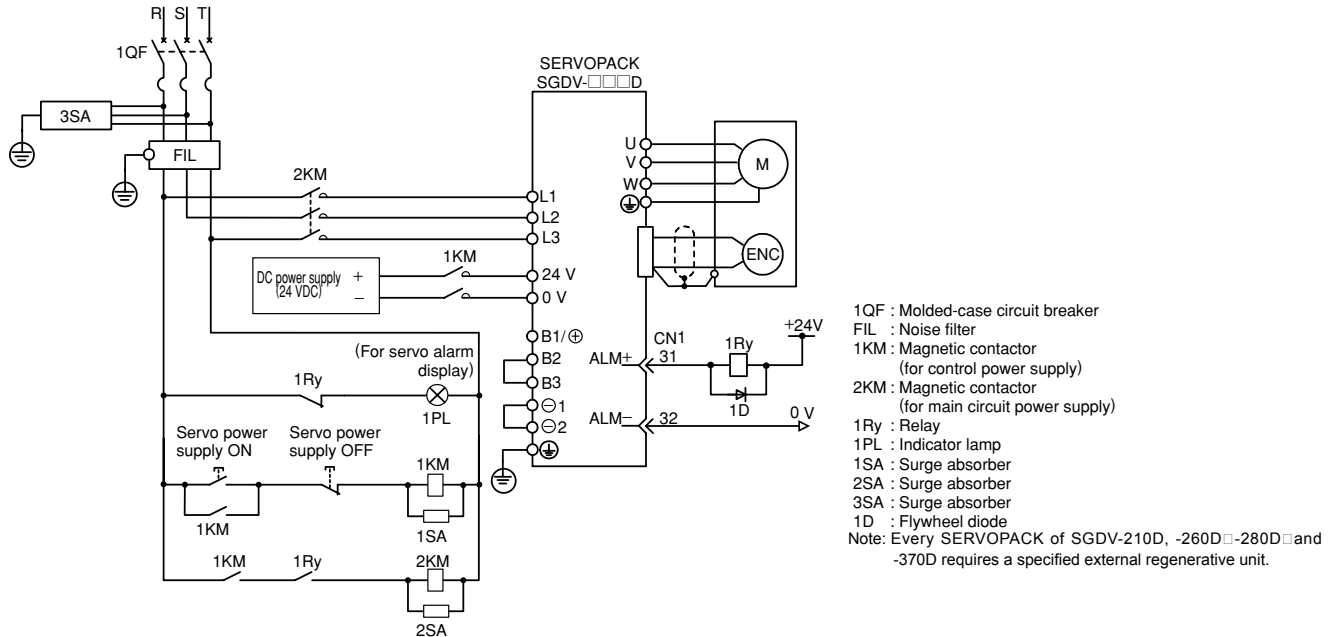 R S T
1QF
SERVOPACK
SGDV-□□□D
3SA
FIL
U
V
W
M
2KM
L1
L2
L3
ENC
DC power supply
(24 VDC)
+
−
1KM
24 V
0 V
B1/⊕
B2
B3
⊖1
⊖2
CN1
ALM+ 31
1Ry
+24V
1D
ALM− 32
0 V
(For servo alarm
display)
1Ry
1PL
Servo power
supply ON
Servo power
supply OFF
1KM
1KM
1SA
1KM
1Ry
2KM
2SA
1QF : Molded-case circuit breaker
FIL : Noise filter
1KM : Magnetic contactor
(for control power supply)
2KM : Magnetic contactor
(for main circuit power supply)
1Ry : Relay
1PL : Indicator lamp
1SA : Surge absorber
2SA : Surge absorber
3SA : Surge absorber
1D : Flywheel diode
Note: Every SERVOPACK of SGDV-210D, -260D□-280D□and
-370D requires a specified external regenerative unit.